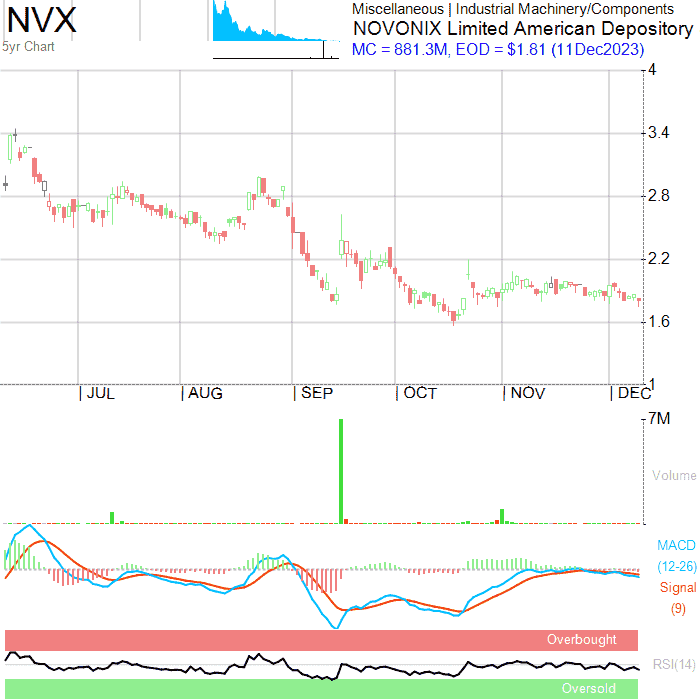 NVX
5yr Chart
Miscellaneous | Industrial Machinery/Components
NOVONIX Limited American Depository
MC = 881.3M, EOD = $1.81 (11Dec2023)
4
3.4
2.8
2.2
1.6
1
JUL
AUG
SEP
OCT
NOV
DEC
7M
Volume
MACD
(12-26)
Signal
(9)
Overbought
RSI(14)
Oversold